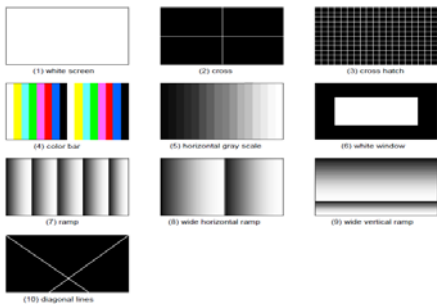 (1) white screen
(2) cross
(3) cross hatch
(4) color bar
(5) horizontal gray scale
(6) white window
(7) ramp
(8) wide horizontal ramp
(9) wide vertical ramp
(10) diagonal lines